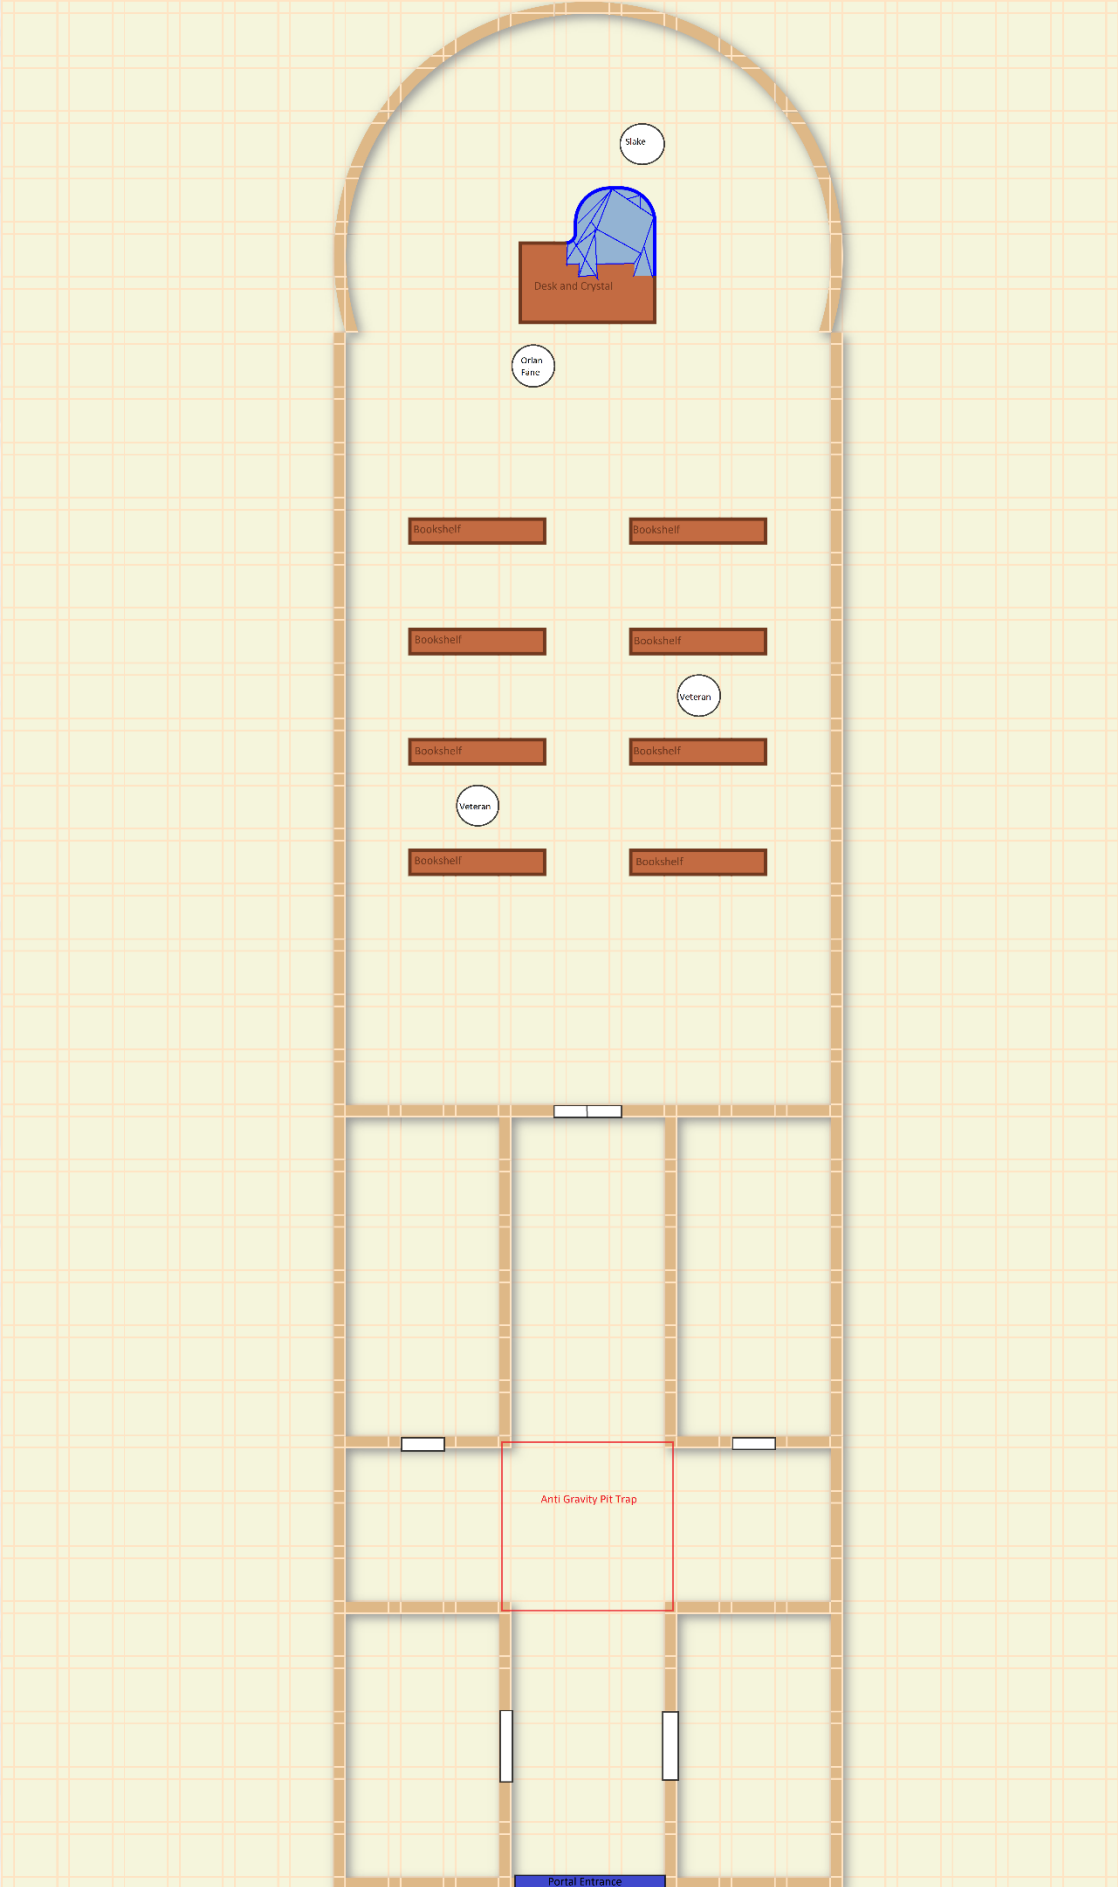 Slake
Desk and Crystal
Orlan
Fane
Bookshelf
Bookshelf
Bookshelf
Bookshelf
Veteran
Bookshelf
Bookshelf
Veteran
Bookshelf
Bookshelf
Anti Gravity Pit Trap
Portal Entrance